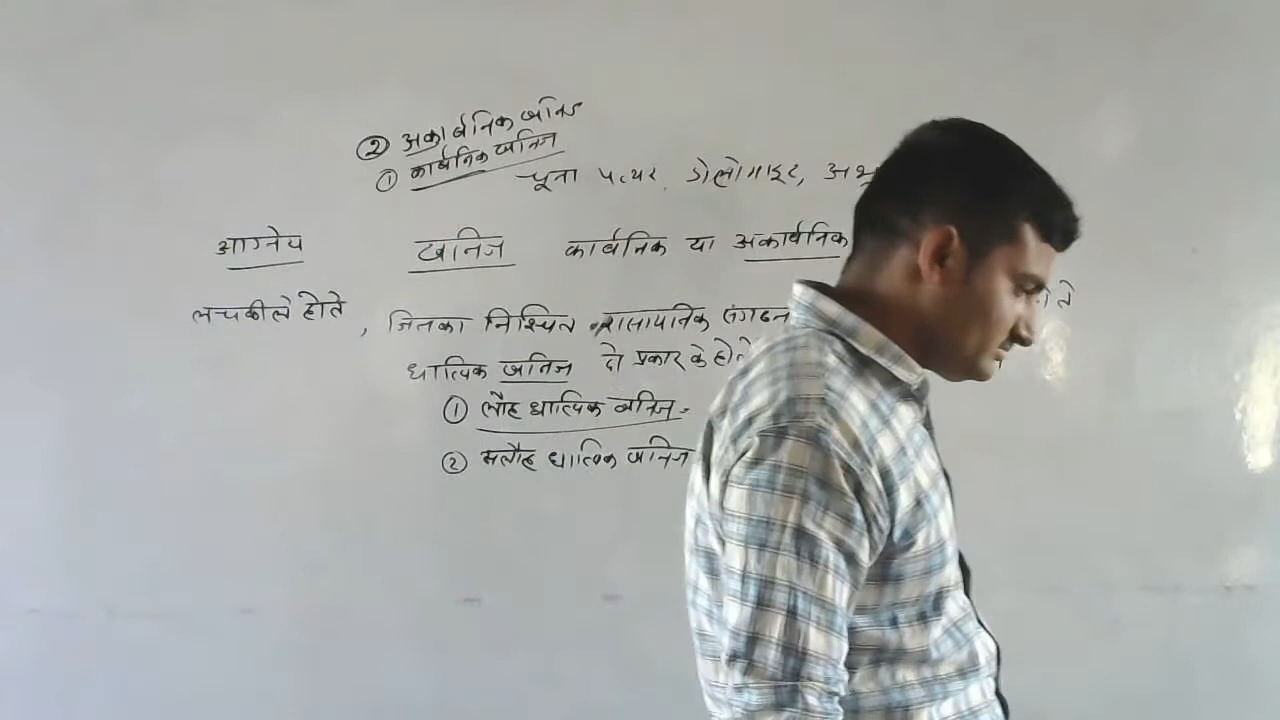 ② अकार्बनिक खनिज
① कार्बनिक खनिज
चूना पत्थर, डोलोमाइट,
आग्नेय खनिज कार्बनिक या अकार्बनिक
लचकीले होते, जिनका निश्चित रासायनिक संगठन
धात्विक खनिज दो प्रकार के होते
① लौह धात्विक खनिज
② अलौह धात्विक खनिज